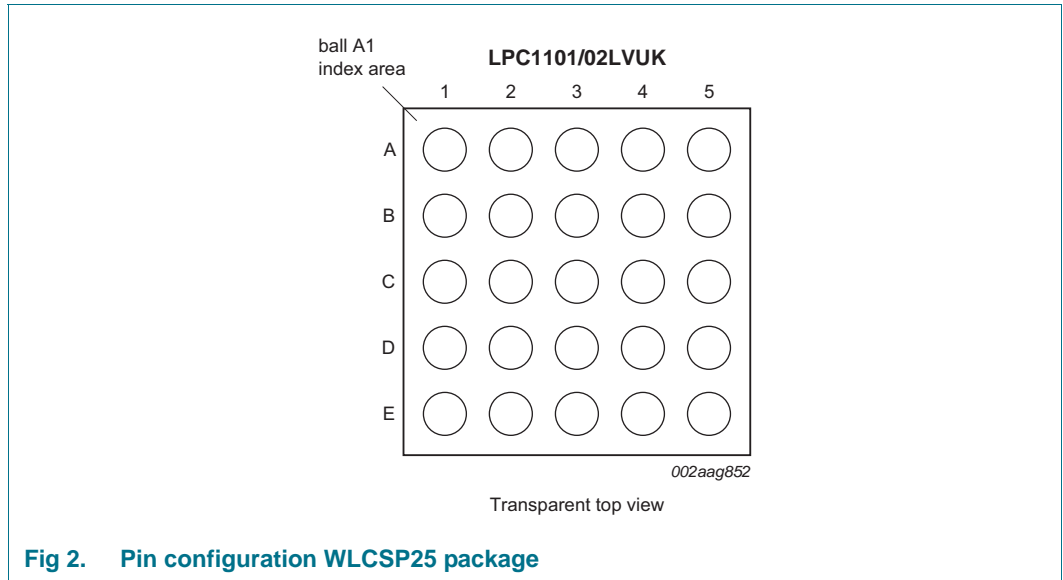 ball A1
index area
LPC1101/02LVUK
1 2 3 4 5
A
B
C
D
E
002aag852
Transparent top view
Fig 2. Pin configuration WLCSP25 package